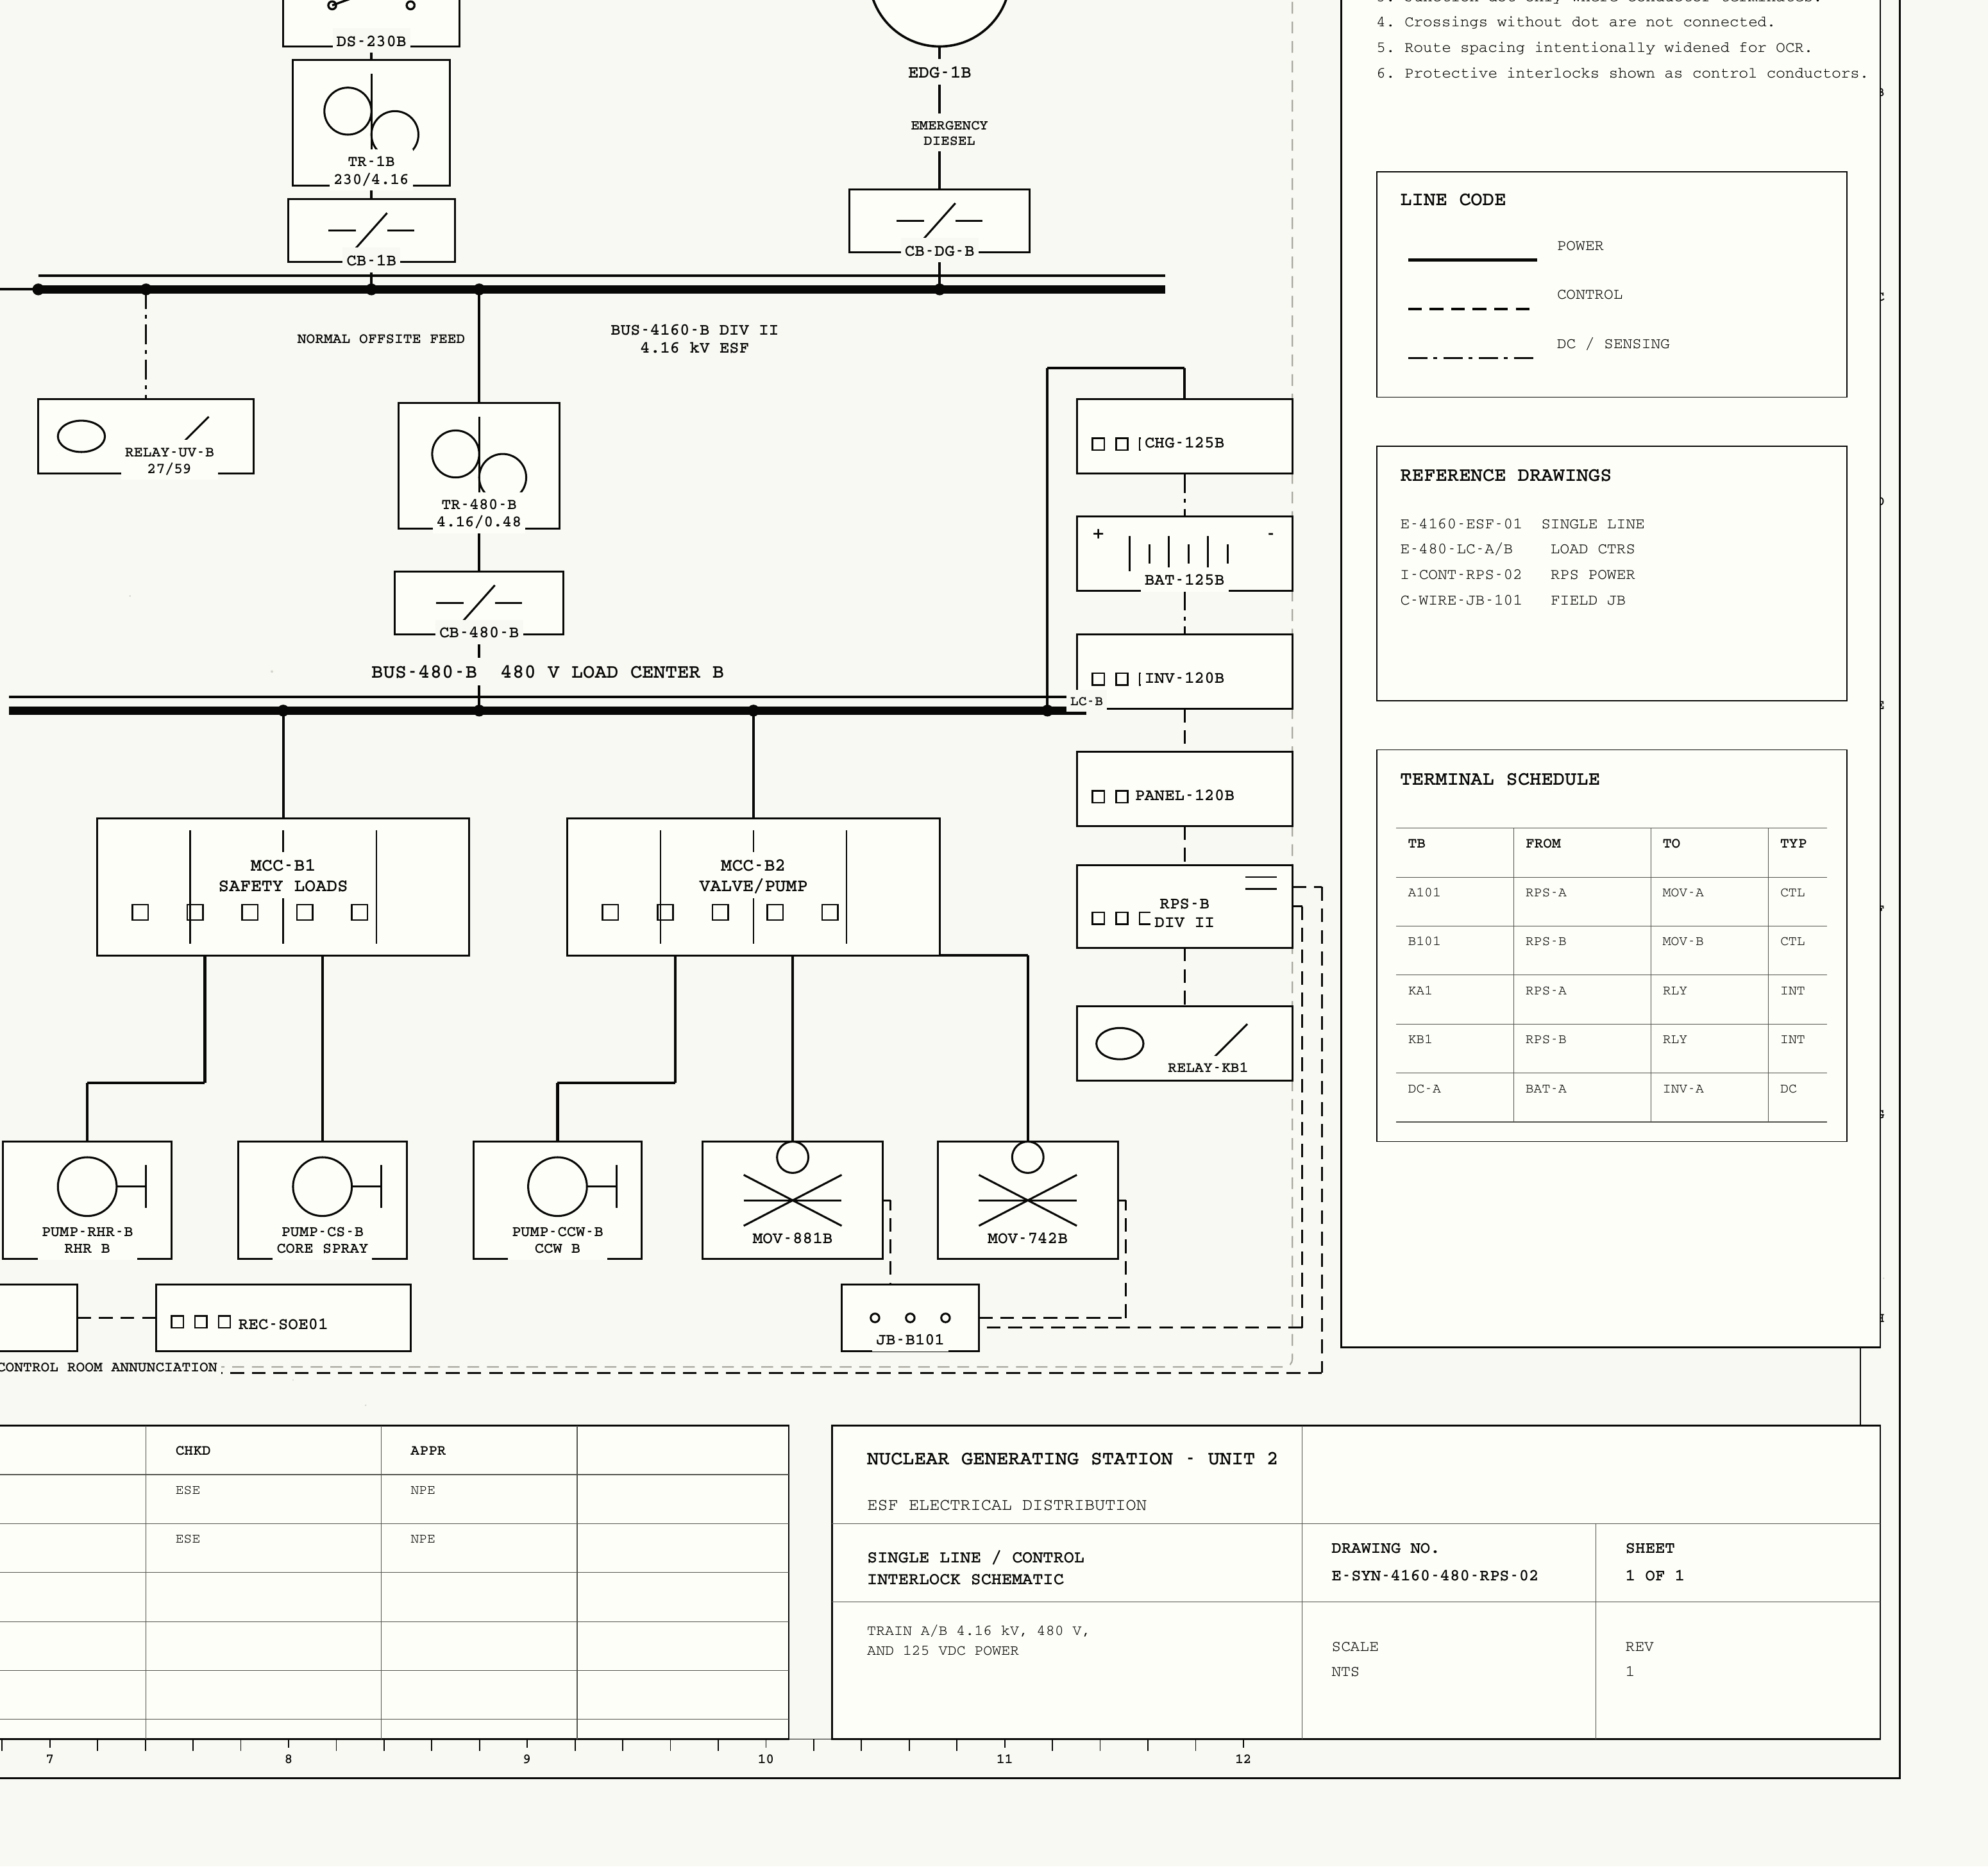 DS-230B
TR-1B
230/4.16
CB-1B
EDG-1B
EMERGENCY
DIESEL
CB-DG-B
NORMAL OFFSITE FEED
BUS-4160-B DIV II
4.16 kV ESF
RELAY-UV-B
27/59
TR-480-B
4.16/0.48
CB-480-B
BUS-480-B  480 V LOAD CENTER B
LC-B
CHG-125B
+ -
BAT-125B
INV-120B
PANEL-120B
RPS-B
DIV II
RELAY-KB1
MCC-B1
SAFETY LOADS
MCC-B2
VALVE/PUMP
PUMP-RHR-B
RHR B
PUMP-CS-B
CORE SPRAY
PUMP-CCW-B
CCW B
MOV-881B
MOV-742B
REC-SOE01
JB-B101
CONTROL ROOM ANNUNCIATION
4. Crossings without dot are not connected.
5. Route spacing intentionally widened for OCR.
6. Protective interlocks shown as control conductors.
LINE CODE
POWER
CONTROL
DC / SENSING
REFERENCE DRAWINGS
E-4160-ESF-01  SINGLE LINE
E-480-LC-A/B  LOAD CTRS
I-CONT-RPS-02  RPS POWER
C-WIRE-JB-101  FIELD JB
TERMINAL SCHEDULE
TB FROM TO TYP
A101 RPS-A MOV-A CTL
B101 RPS-B MOV-B CTL
KA1 RPS-A RLY INT
KB1 RPS-B RLY INT
DC-A BAT-A INV-A DC
CHKD APPR
ESE NPE
ESE NPE
NUCLEAR GENERATING STATION - UNIT 2
ESF ELECTRICAL DISTRIBUTION
SINGLE LINE / CONTROL
INTERLOCK SCHEMATIC
TRAIN A/B 4.16 kV, 480 V,
AND 125 VDC POWER
DRAWING NO.
E-SYN-4160-480-RPS-02
SHEET
1 OF 1
SCALE
NTS
REV
1
7 8 9 10 11 12